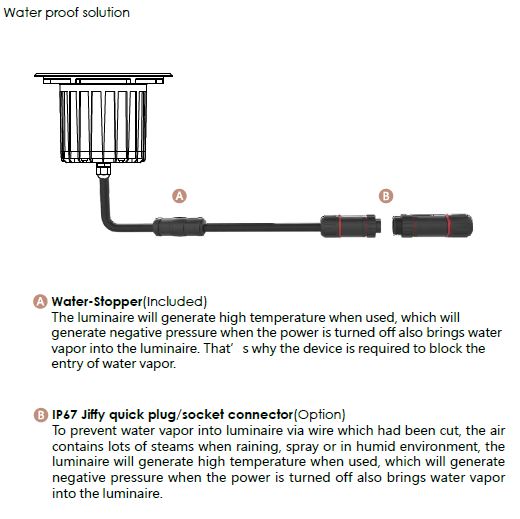 Water proof solution
A
B
A Water-Stopper(Included)
The luminaire will generate high temperature when used, which will
generate negative pressure when the power is turned off also brings water
vapor into the luminaire. That’ s why the device is required to block the
entry of water vapor.
B IP67 Jiffy quick plug/socket connector(Option)
To prevent water vapor into luminaire via wire which had been cut, the air
contains lots of steams when raining, spray or in humid environment, the
luminaire will generate high temperature when used, which will generate
negative pressure when the power is turned off also brings water vapor
into the luminaire.